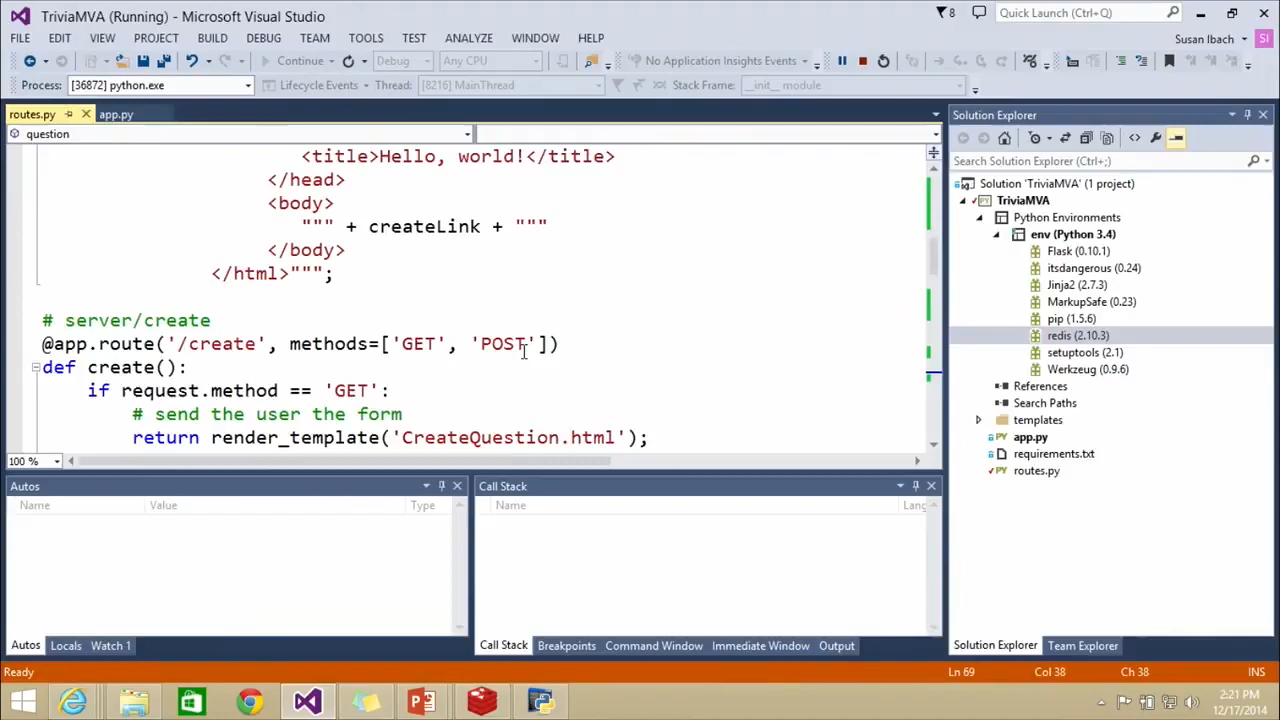 TriviaMVA (Running) - Microsoft Visual Studio
8
Quick Launch (Ctrl+Q)
FILE EDIT VIEW PROJECT BUILD DEBUG TEAM TOOLS TEST ANALYZE WINDOW HELP
Susan Ibach SI
Continue Debug Any CPU No Application Insights Events
Process: [36872] python.exe Lifecycle Events Thread: [8216] MainThread Stack Frame: __init__ module
routes.py app.py
question
<title>Hello, world!</title>
</head>
<body>
""" + createLink + """
</body>
</html>""";
# server/create
@app.route('/create', methods=['GET', 'POST'])
def create():
if request.method == 'GET':
# send the user the form
return render_template('CreateQuestion.html');
100 %
Solution Explorer
Search Solution Explorer (Ctrl+;)
Solution 'TriviaMVA' (1 project)
TriviaMVA
Python Environments
env (Python 3.4)
Flask (0.10.1)
itsdangerous (0.24)
Jinja2 (2.7.3)
MarkupSafe (0.23)
pip (1.5.6)
redis (2.10.3)
setuptools (2.1)
Werkzeug (0.9.6)
References
Search Paths
templates
app.py
requirements.txt
routes.py
Autos
Name Value Type
Call Stack
Name Lang
Autos Locals Watch 1
Call Stack Breakpoints Command Window Immediate Window Output
Solution Explorer Team Explorer
Ready Ln 69 Col 38 Ch 38 INS
2:21 PM
12/17/2014